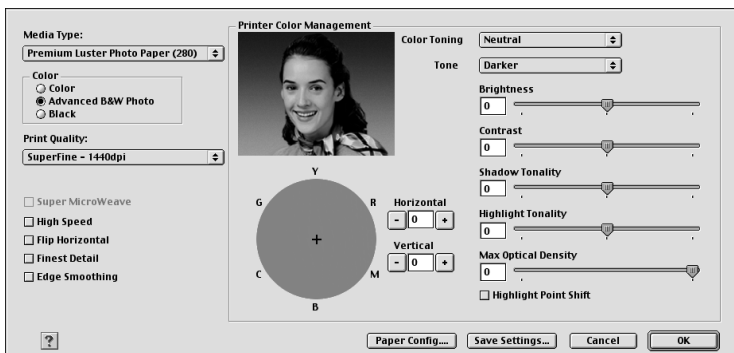 Media Type:
Premium Luster Photo Paper (280)
Color
Color
Advanced B&W Photo
Black
Print Quality:
SuperFine - 1440dpi
Super MicroWeave
High Speed
Flip Horizontal
Finest Detail
Edge Smoothing
?
Printer Color Management
Color Toning
Neutral
Tone
Darker
Brightness
0
Contrast
0
Shadow Tonality
0
Highlight Tonality
0
Max Optical Density
0
Highlight Point Shift
Y
G R
C M
B
Horizontal
- 0 +
Vertical
- 0 +
Paper Config.... Save Settings... Cancel OK